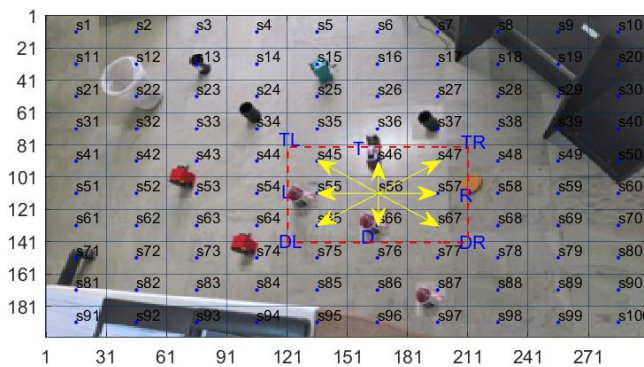 1 s1 s2 s3 s4 s5 s6 s7 s8 s9 s10
21 s11 s12 s13 s14 s15 s16 s17 s18 s19 s20
41 s21 s22 s23 s24 s25 s26 s27 s28 s29 s30
61 s31 s32 s33 s34 s35 s36 s37 s38 s39 s40
81 TL T TR
s41 s42 s43 s44 s45 s46 s47 s48 s49 s50
101 s51 s52 s53 s54 L s55 s56 s57 R s58 s59 s60
121 s61 s62 s63 s64 s65 s66 s67 s68 s69 s70
141 DL D DR
s71 s72 s73 s74 s75 s76 s77 s78 s79 s80
161 s81 s82 s83 s84 s85 s86 s87 s88 s89 s90
181 s91 s92 s93 s94 s95 s96 s97 s98 s99 s100
1 31 61 91 121 151 181 211 241 271